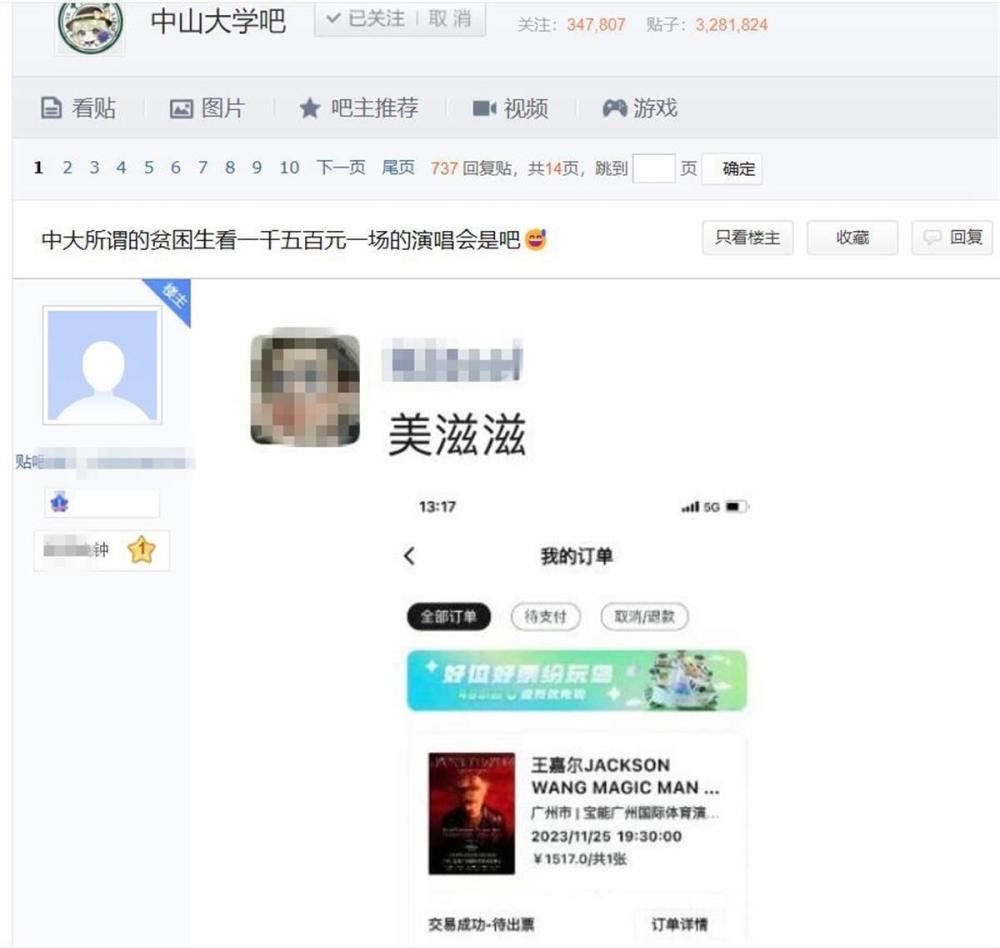 中山大学吧
已关注 | 取消
关注：347,807 贴子：3,281,824
看贴 图片 吧主推荐 视频 游戏
1 2 3 4 5 6 7 8 9 10 下一页 尾页 737回复贴，共14页，跳到 页 确定
中大所谓的贫困生看一千五百元一场的演唱会是吧😅
只看楼主 收藏 回复
楼主
美滋滋
贴吧
钟 1
13:17 5G
我的订单
全部订单 待支付 取消/退款
好位好票纷玩岛
王嘉尔JACKSON
WANG MAGIC MAN ...
广州市 | 宝能广州国际体育演...
2023/11/25 19:30:00
￥1517.0/共1张
交易成功-待出票 订单详情